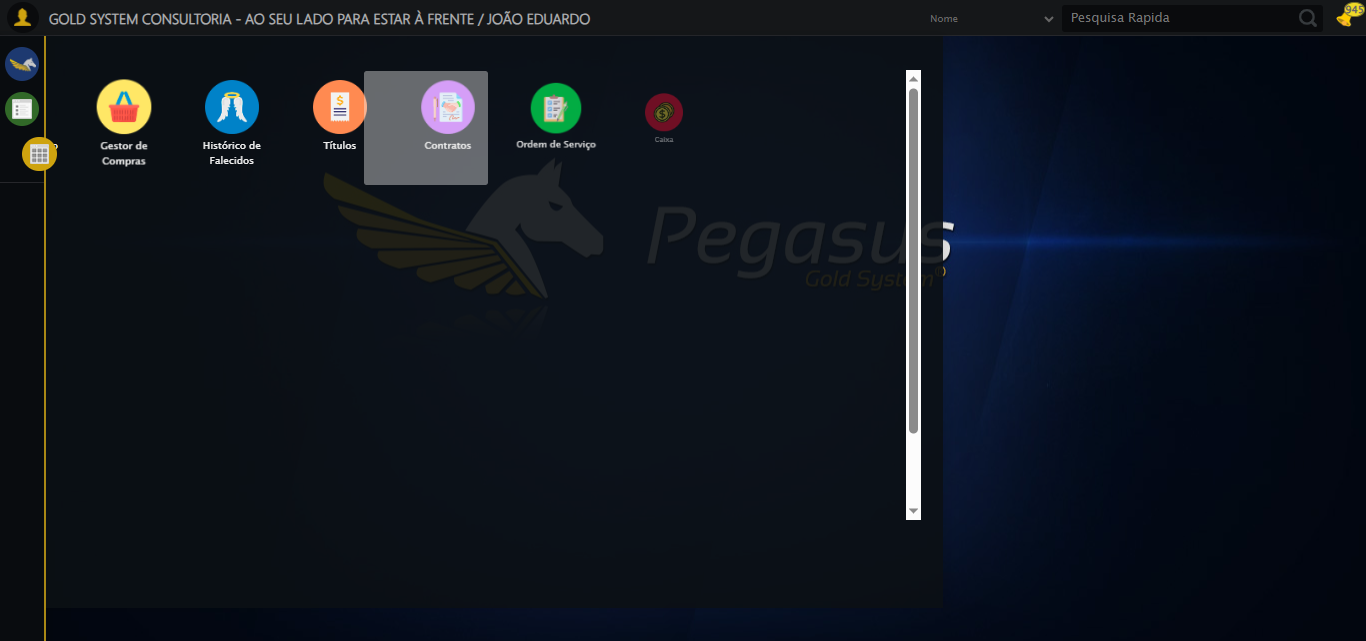 GOLD SYSTEM CONSULTORIA - AO SEU LADO PARA ESTAR À FRENTE / JOÃO EDUARDO
Nome
Pesquisa Rapida
945
o
Gestor de
Compras
Histórico de
Falecidos
Títulos
Contratos
Ordem de Serviço
Caixa
Pegasus
Gold System®